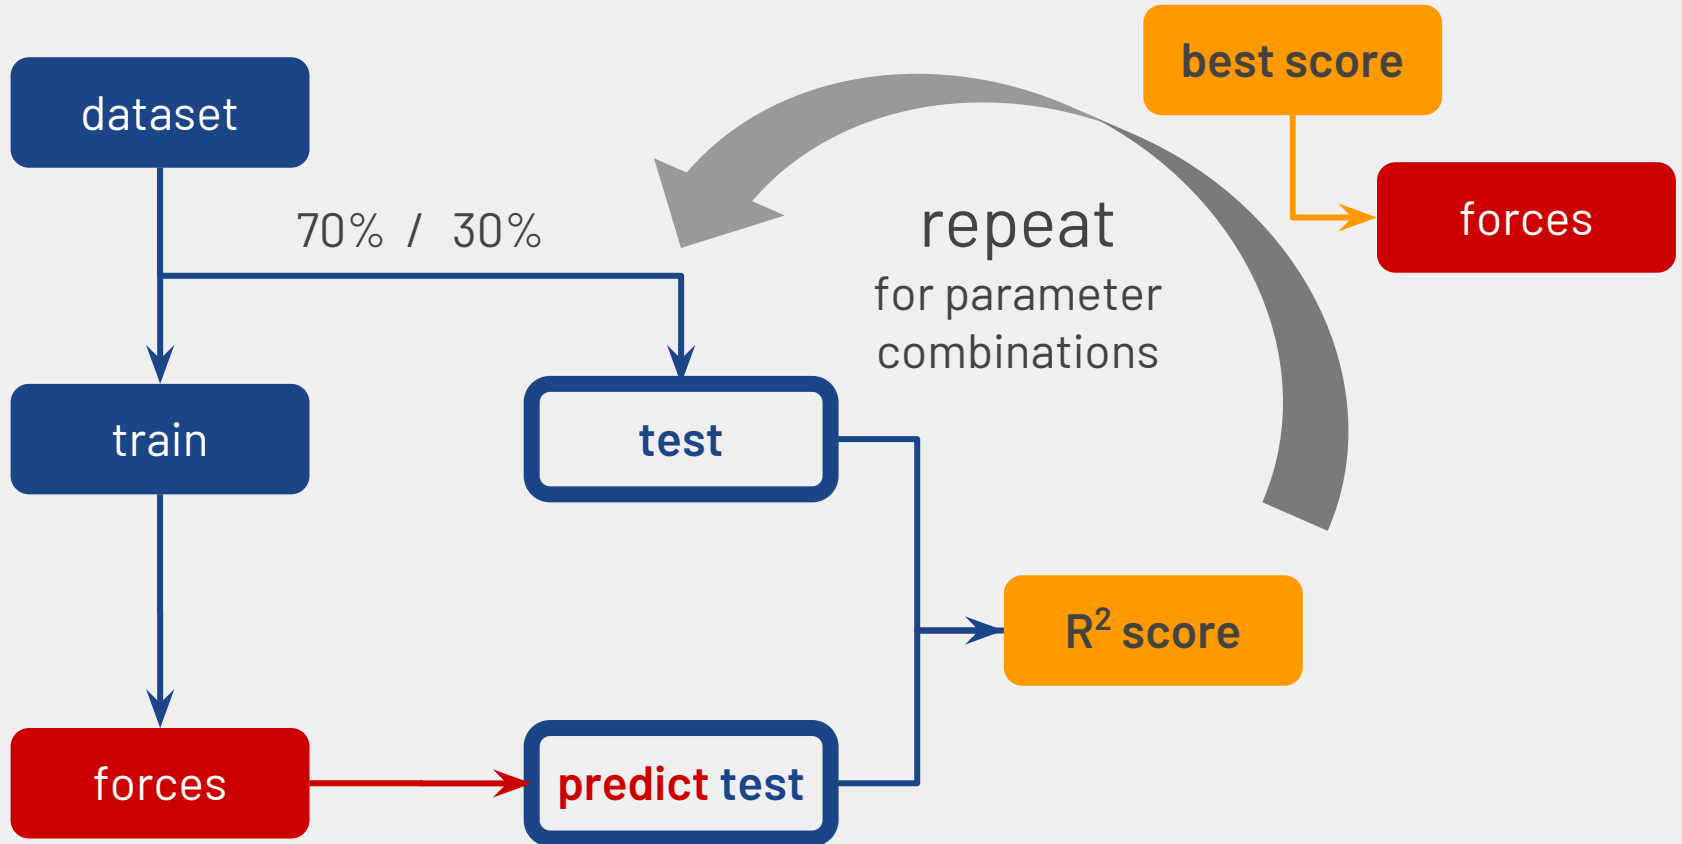 best score
dataset
forces
70% / 30%
repeat
for parameter
combinations
train
test
R² score
forces
predict test